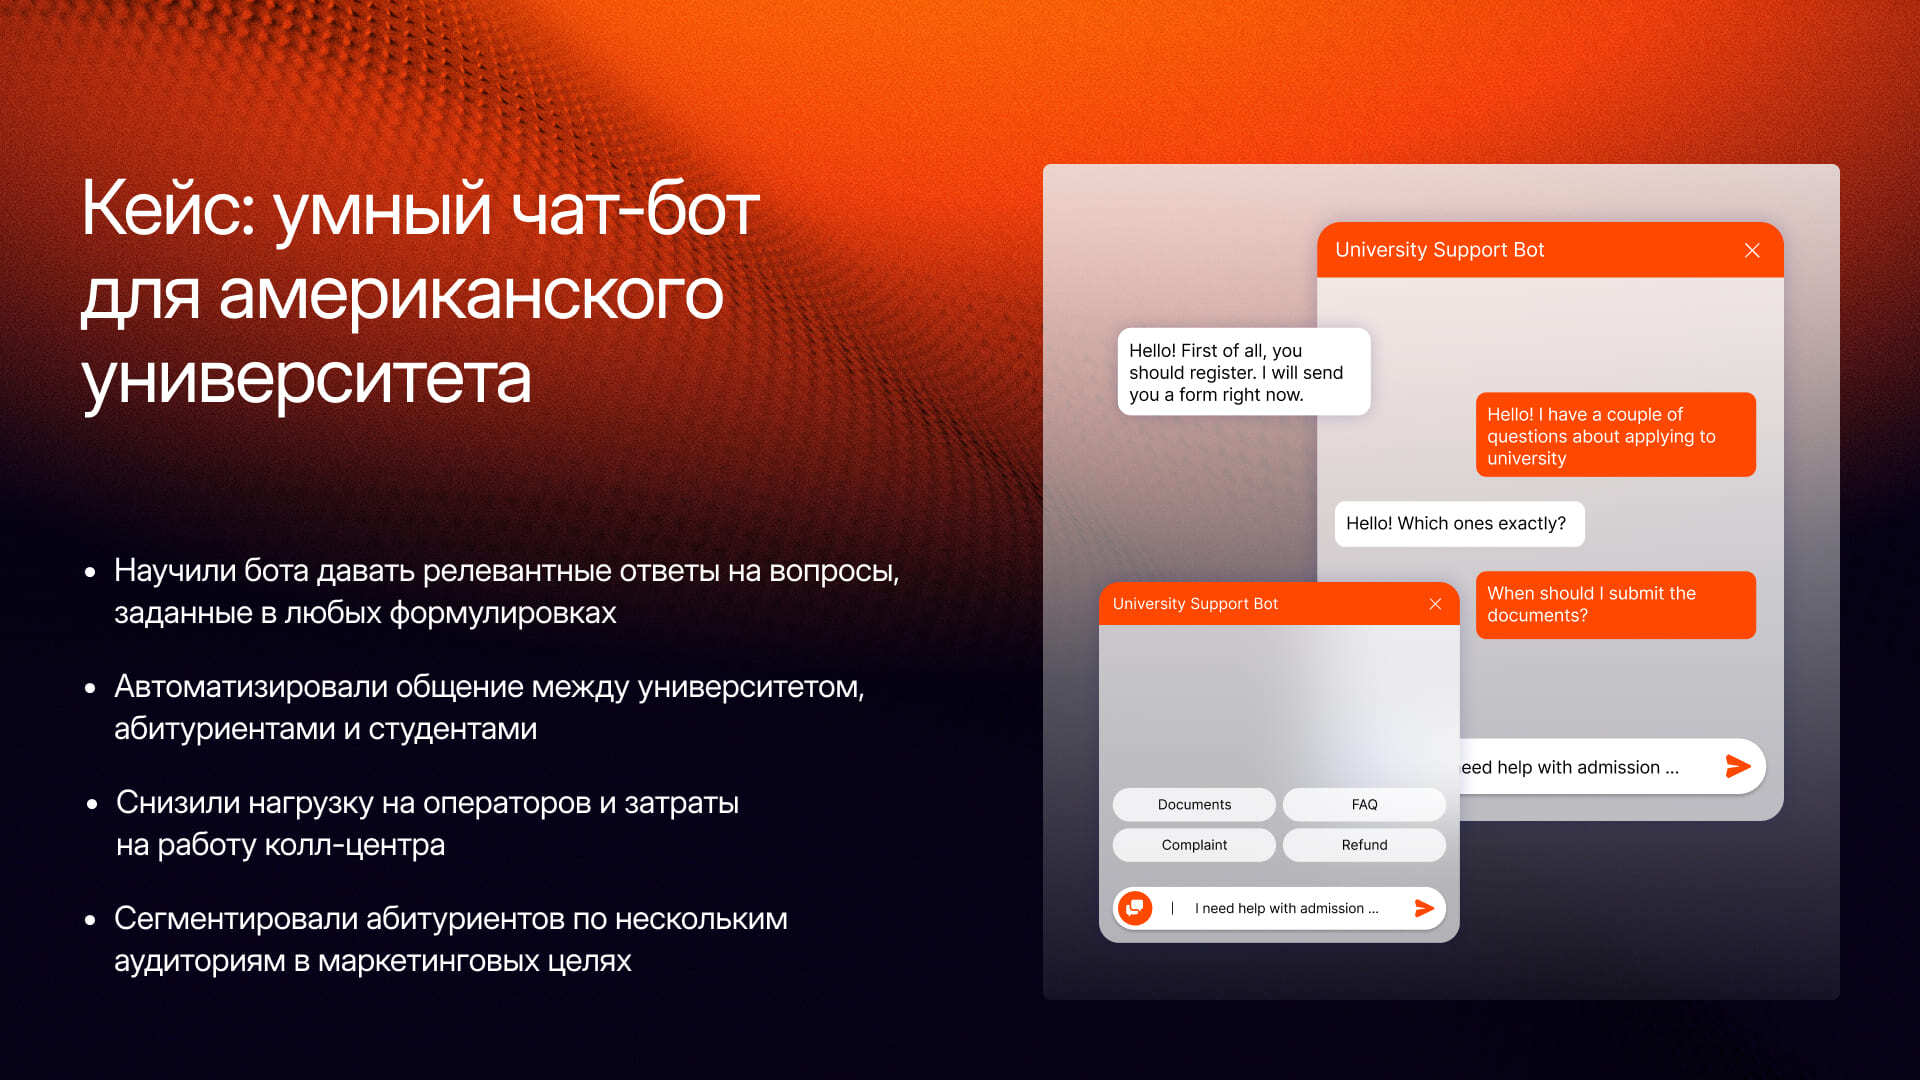 Кейс: умный чат-бот
для американского
университета
• Научили бота давать релевантные ответы на вопросы,
заданные в любых формулировках
• Автоматизировали общение между университетом,
абитуриентами и студентами
• Снизили нагрузку на операторов и затраты
на работу колл-центра
• Сегментировали абитуриентов по нескольким
аудиториям в маркетинговых целях
University Support Bot
Hello! First of all, you
should register. I will send
you a form right now.
Hello! I have a couple of
questions about applying to
university
Hello! Which ones exactly?
When should I submit the
documents?
help with admission ...
University Support Bot
Documents
FAQ
Complaint
Refund
I need help with admission ...